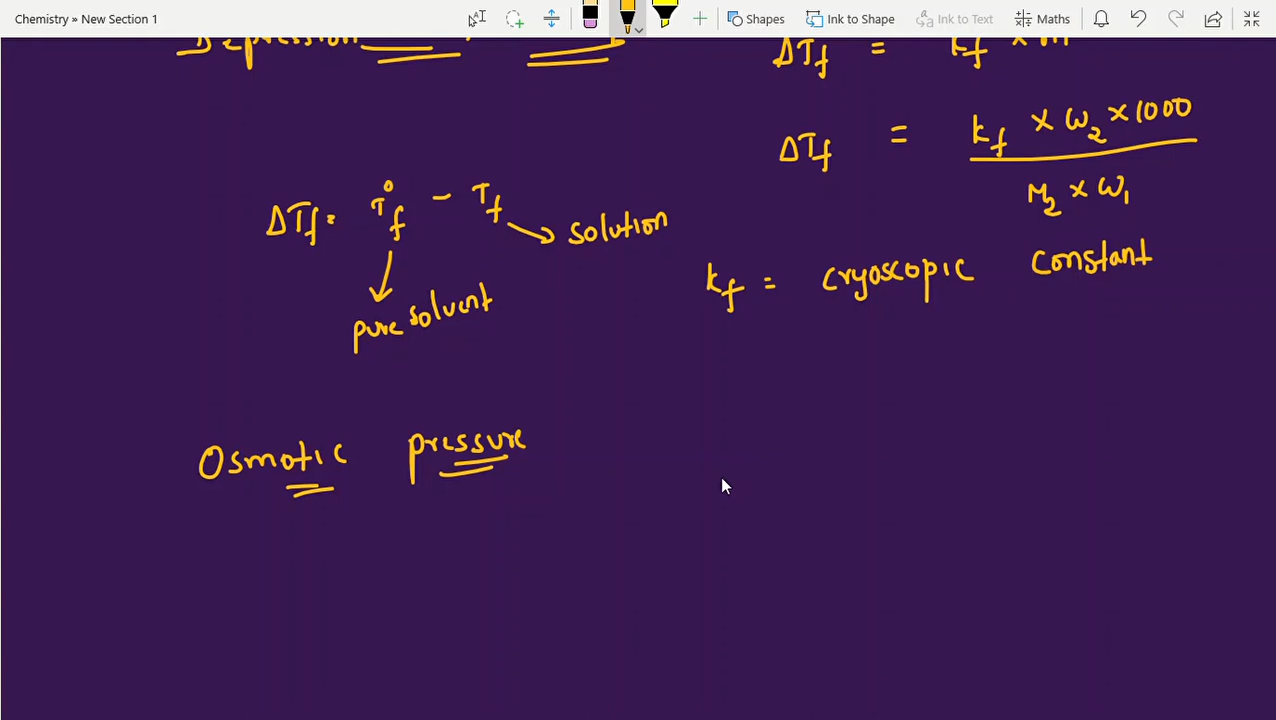 Chemistry » New Section 1
Shapes
Ink to Shape
Ink to Text
Maths
Depression
ΔTf = kf × m
ΔTf = kf × W2 × 1000
M2 × W1
ΔTf = T°f - Tf
solution
pure solvent
kf = cryoscopic constant
Osmotic pressure